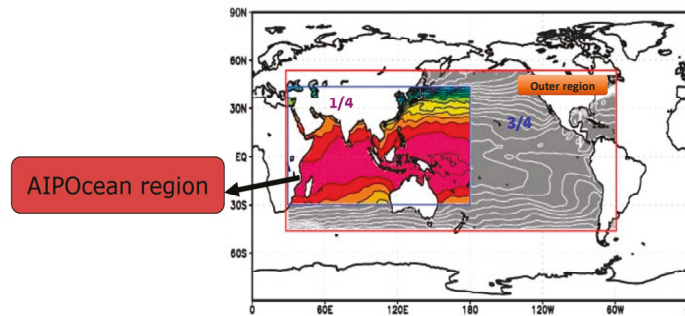 90N
60N
1/4
Outer region
30N
3/4
EQ
AIPOcean region
30S
60S
0
60E
120E
180
120W
60W
0